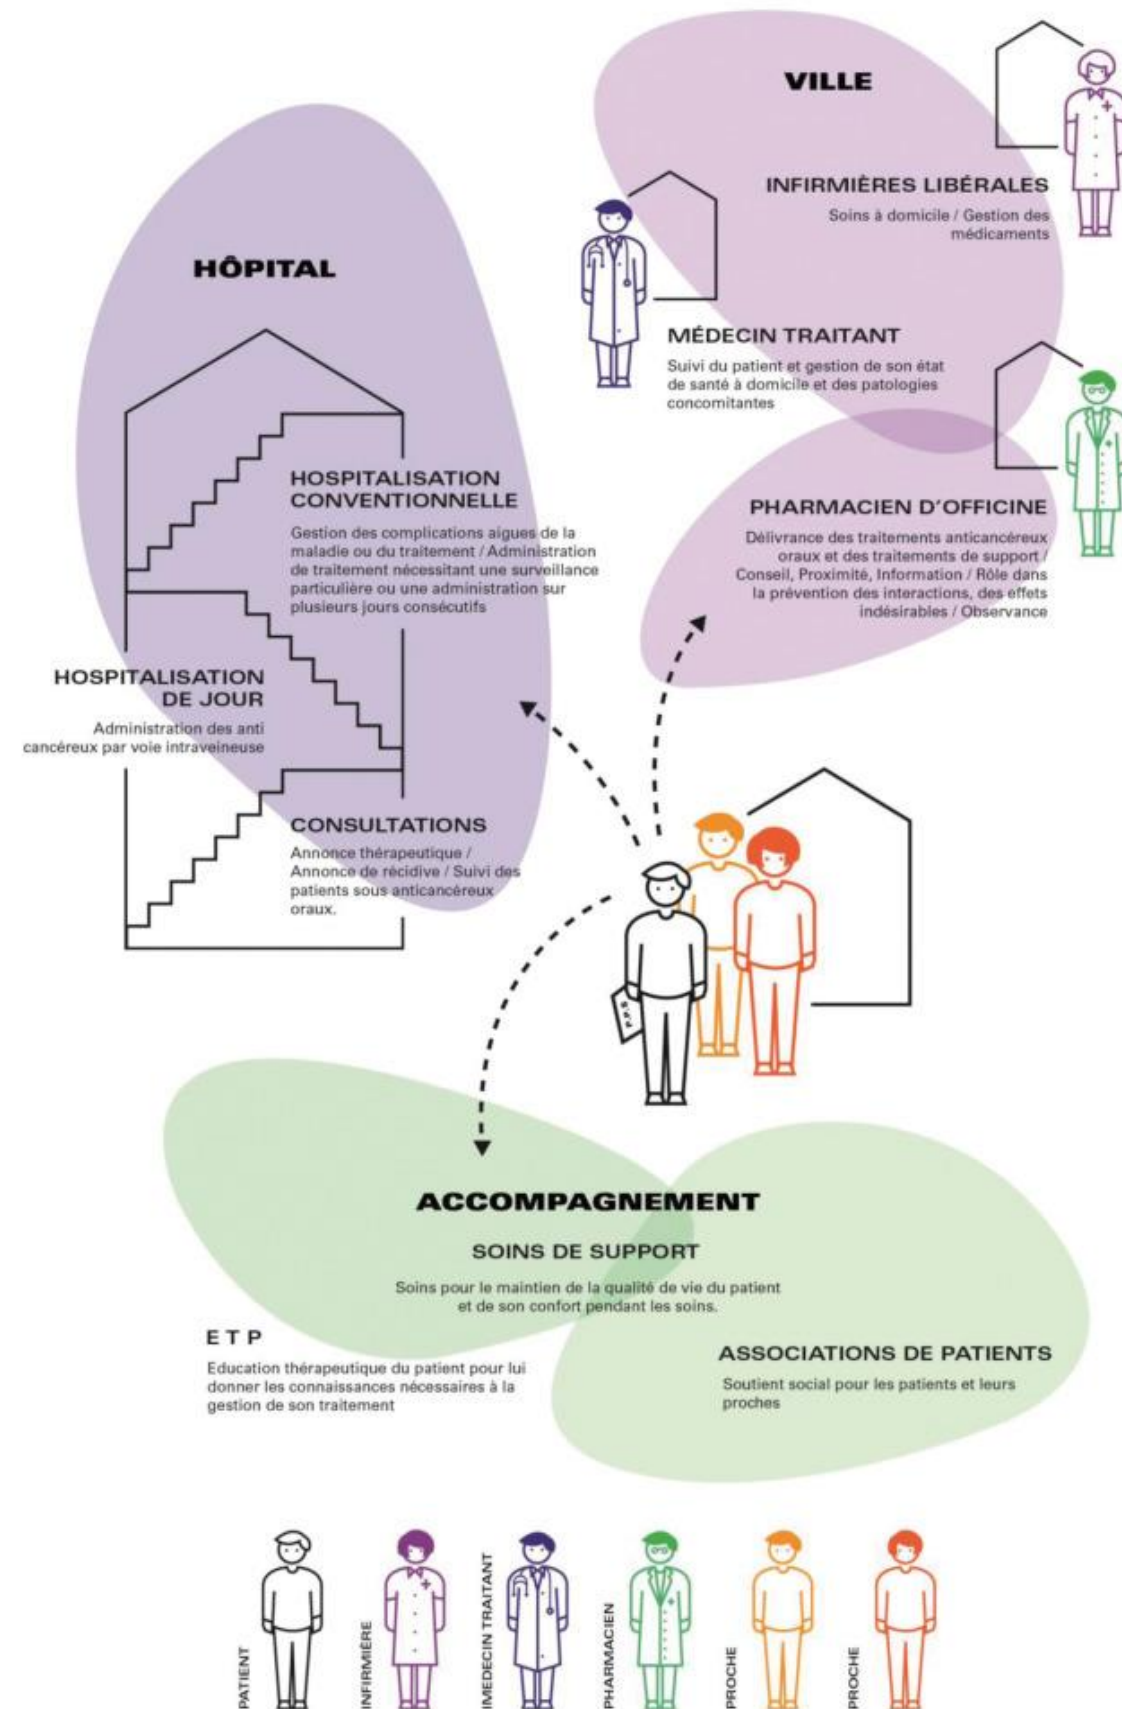 VILLE
INFIRMIÈRES LIBÉRALES
Soins à domicile / Gestion des
médicaments
MÉDECIN TRAITANT
Suivi du patient et gestion de son état
de santé à domicile et des patologies
concomitantes
PHARMACIEN D'OFFICINE
Délivrance des traitements anticancéreux
oraux et des traitements de support /
Conseil, Proximité, Information / Rôle dans
la prévention des interactions, des effets
indésirables / Observance
HÔPITAL
HOSPITALISATION
CONVENTIONNELLE
Gestion des complications aigues de la
maladie ou du traitement / Administration
de traitement nécessitant une surveillance
particulière ou une administration sur
plusieurs jours consécutifs
HOSPITALISATION
DE JOUR
Administration des anti
cancéreux par voie intraveineuse
CONSULTATIONS
Annonce thérapeutique /
Annonce de récidive / Suivi des
patients sous anticancéreux
oraux.
P.P.S
ACCOMPAGNEMENT
SOINS DE SUPPORT
Soins pour le maintien de la qualité de vie du patient
et de son confort pendant les soins.
E T P
Education thérapeutique du patient pour lui
donner les connaissances nécessaires à la
gestion de son traitement
ASSOCIATIONS DE PATIENTS
Soutient social pour les patients et leurs
proches
PATIENT
INFIRMIÈRE
IMEDECIN TRAITANT
PHARMACIEN
PROCHE
PROCHE